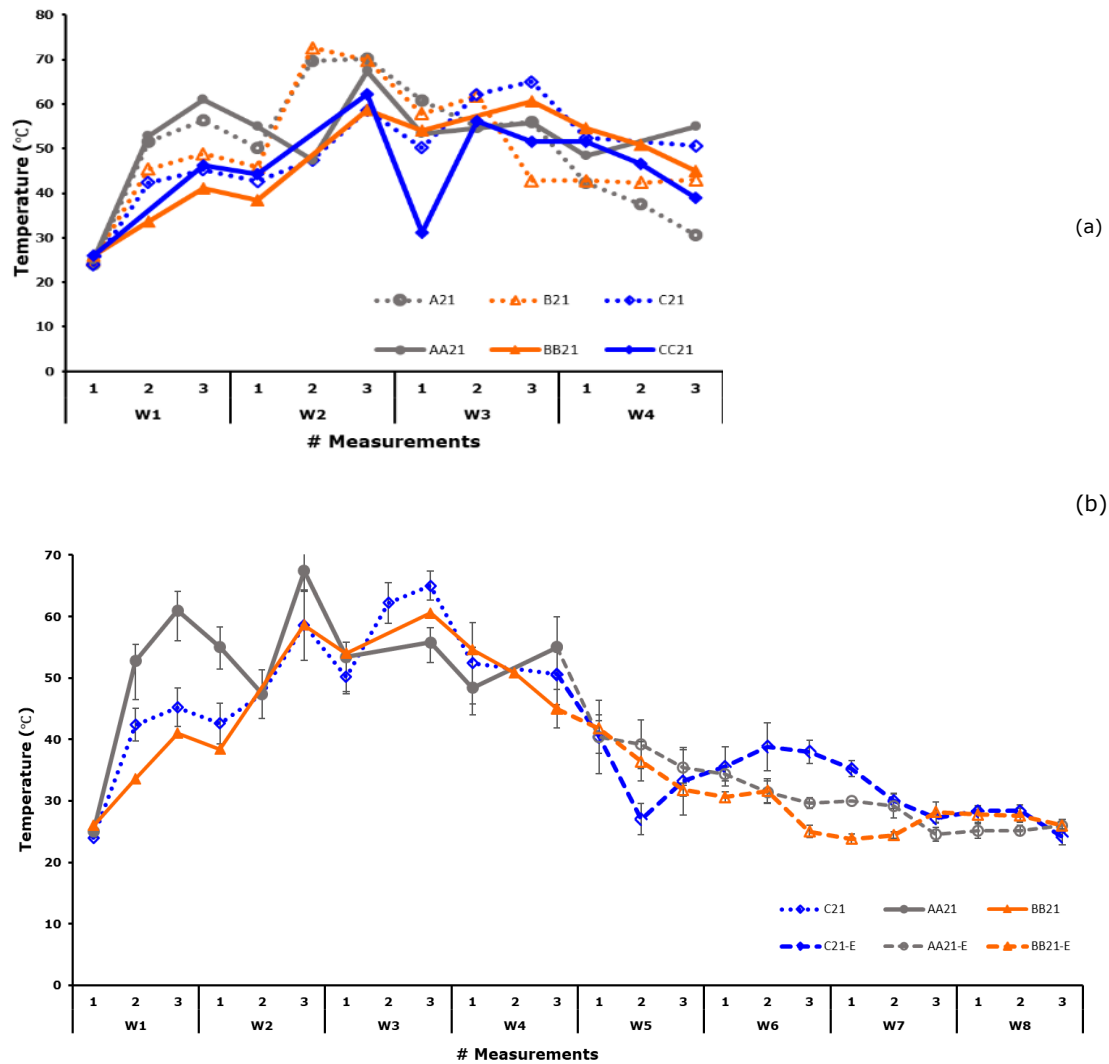 80
70
60
50
40
30
20
10
0
Temperature (°C)
A21 B21 C21
AA21 BB21 CC21
1 2 3 1 2 3 1 2 3 1 2 3
W1 W2 W3 W4
# Measurements
(a)
(b)
70
60
50
40
30
20
10
0
Temperature (°C)
C21 AA21 BB21
C21-E AA21-E BB21-E
1 2 3 1 2 3 1 2 3 1 2 3 1 2 3 1 2 3 1 2 3 1 2 3
W1 W2 W3 W4 W5 W6 W7 W8
# Measurements